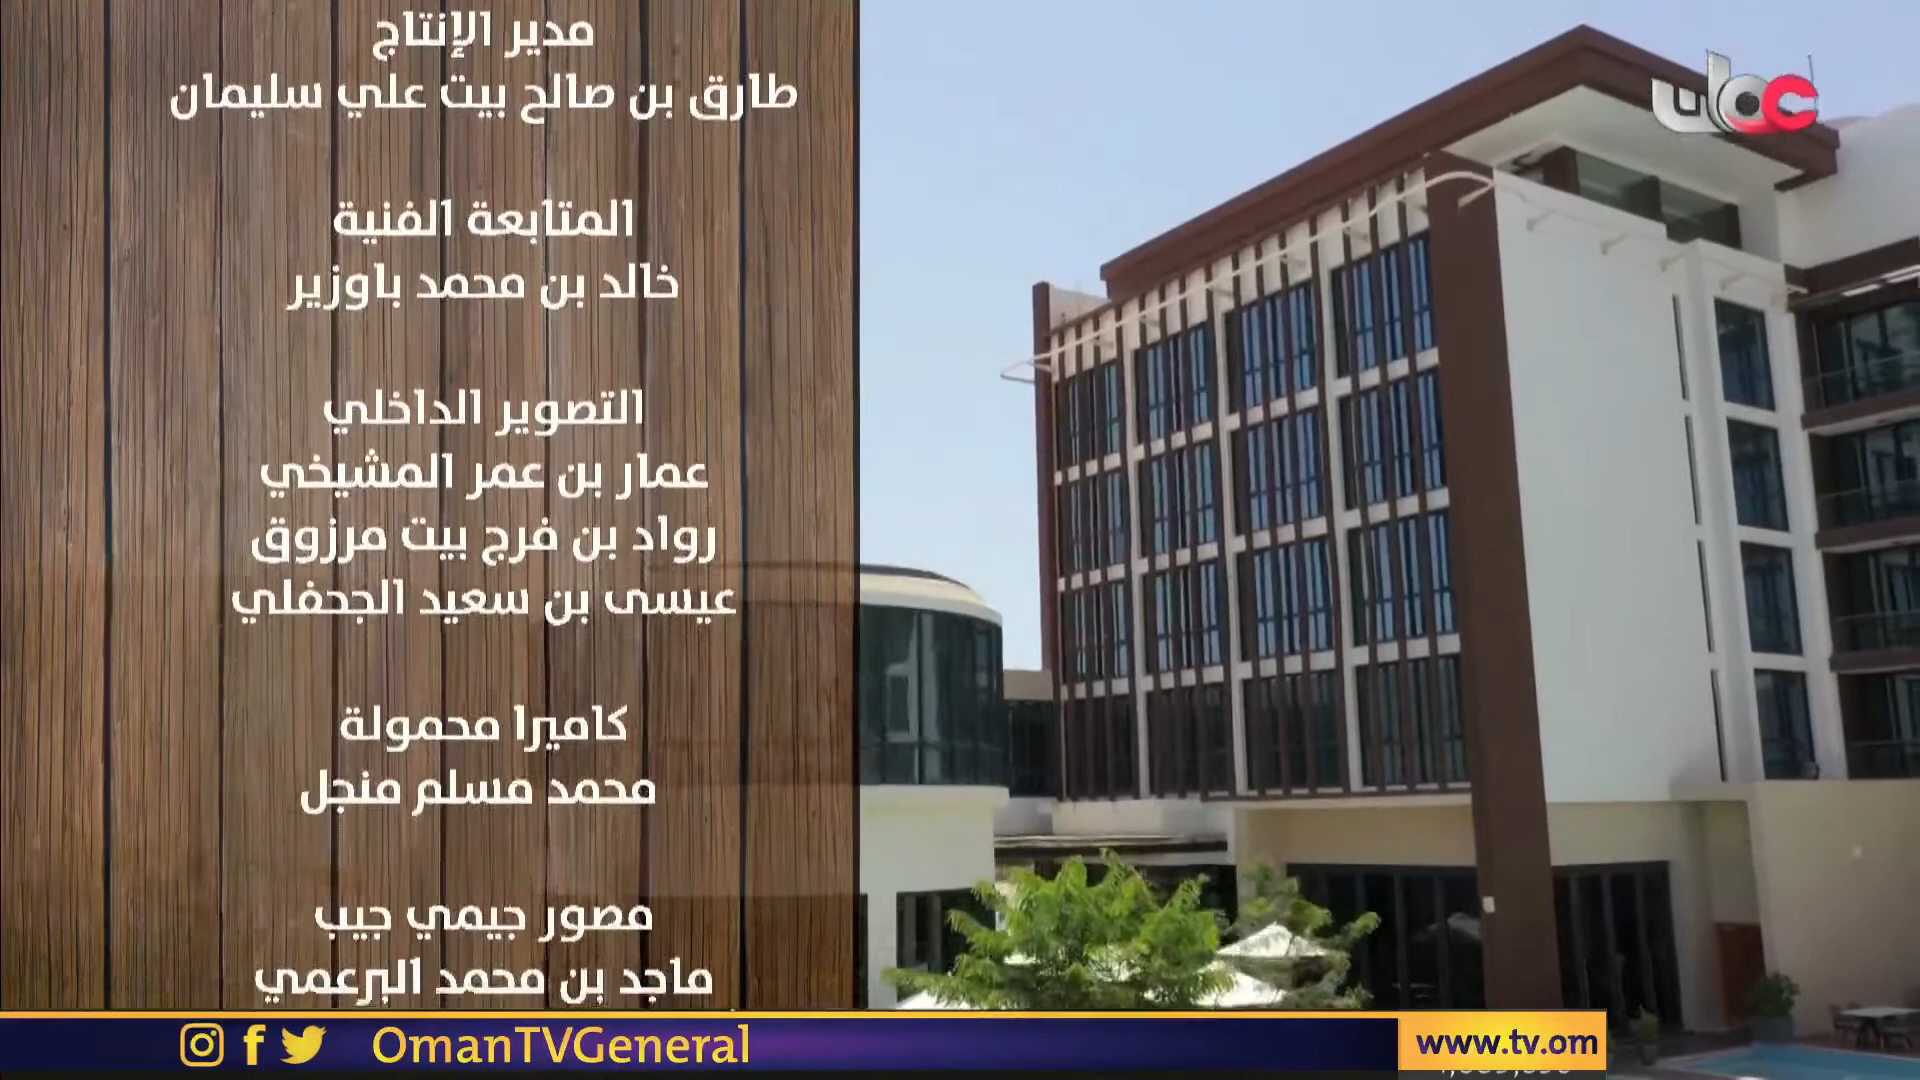 مدير الإنتاج
طارق بن صالح بيت علي سليمان
المتابعة الفنية
خالد بن محمد باوزير
التصوير الداخلي
عمار بن عمر المشيخي
رواد بن فرج بيت مرزوق
عيسى بن سعيد الجحفلي
كاميرا محمولة
محمد مسلم منجل
مصور جيمي جيب
ماجد بن محمد البرعمي
عمان
OmanTVGeneral
www.tv.om